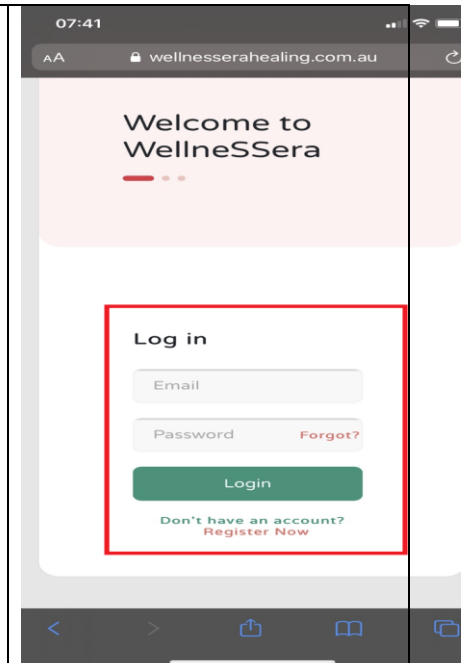 07:41
AA wellnesserahealing.com.au
Welcome to
WellneSSera
Log in
Email
Password Forgot?
Login
Don't have an account?
Register Now